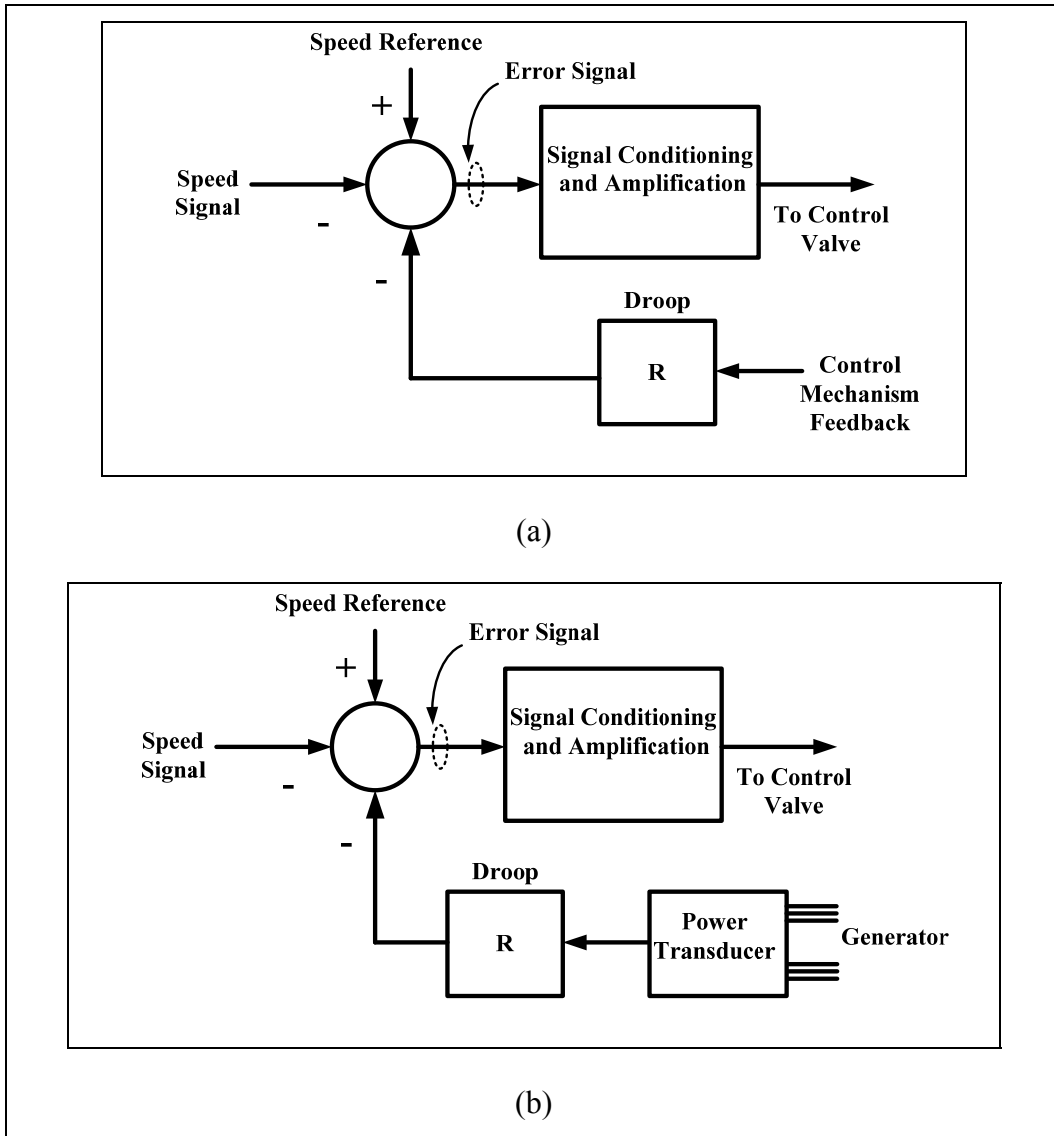 Speed Reference
Error Signal
+
Signal Conditioning
and Amplification
Speed
Signal
-
To Control
Valve
-
Droop
R
Control
Mechanism
Feedback
(a)
Speed Reference
Error Signal
+
Signal Conditioning
and Amplification
Speed
Signal
-
To Control
Valve
-
Droop
R
Power
Transducer
Generator
(b)